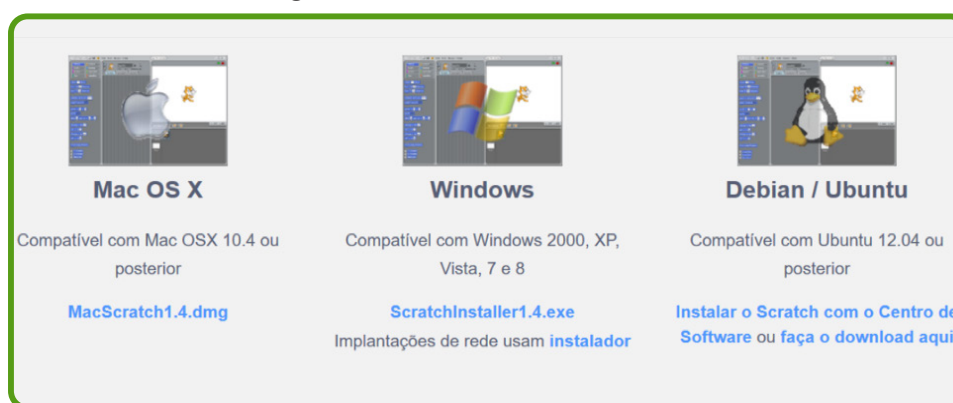 Mac OS X
Compatível com Mac OSX 10.4 ou
posterior
MacScratch1.4.dmg
Windows
Compatível com Windows 2000, XP,
Vista, 7 e 8
ScratchInstaller1.4.exe
Implantações de rede usam instalador
Debian / Ubuntu
Compatível com Ubuntu 12.04 ou
posterior
Instalar o Scratch com o Centro de
Software ou faça o download aqui